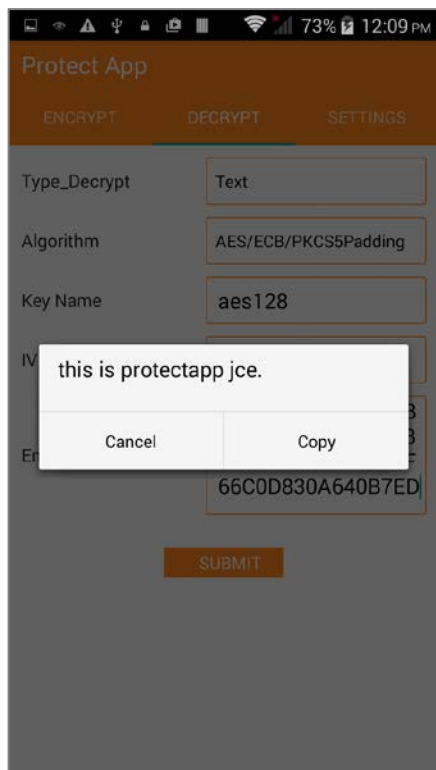 73% 12:09 PM
Protect App
ENCRYPT DECRYPT SETTINGS
Type_Decrypt Text
Algorithm AES/ECB/PKCS5Padding
Key Name aes128
IV
this is protectapp jce.
Cancel Copy
66C0D830A640B7ED
SUBMIT